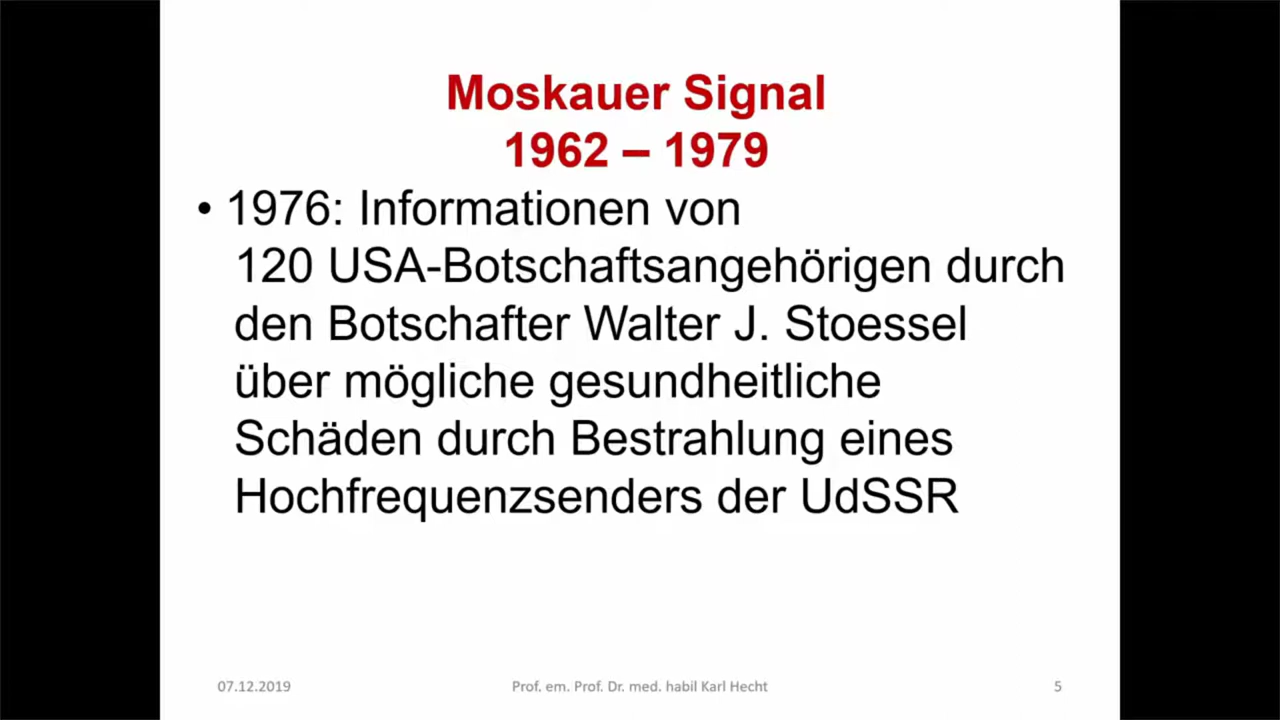 Moskauer Signal
1962 – 1979
• 1976: Informationen von
120 USA-Botschaftsangehörigen durch
den Botschafter Walter J. Stoessel
über mögliche gesundheitliche
Schäden durch Bestrahlung eines
Hochfrequenzsenders der UdSSR
07.12.2019
Prof. em. Prof. Dr. med. habil Karl Hecht
5